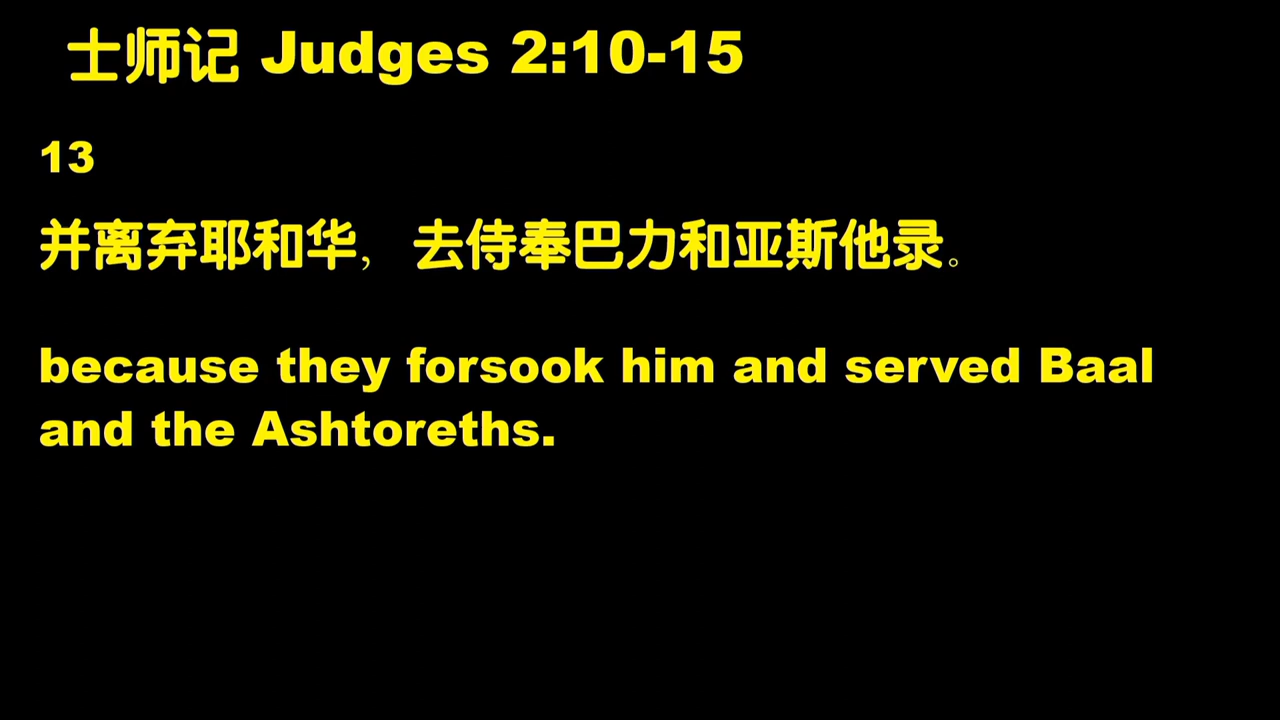 士师记 Judges 2:10-15
13
并离弃耶和华，去侍奉巴力和亚斯他录。
because they forsook him and served Baal
and the Ashtoreths.